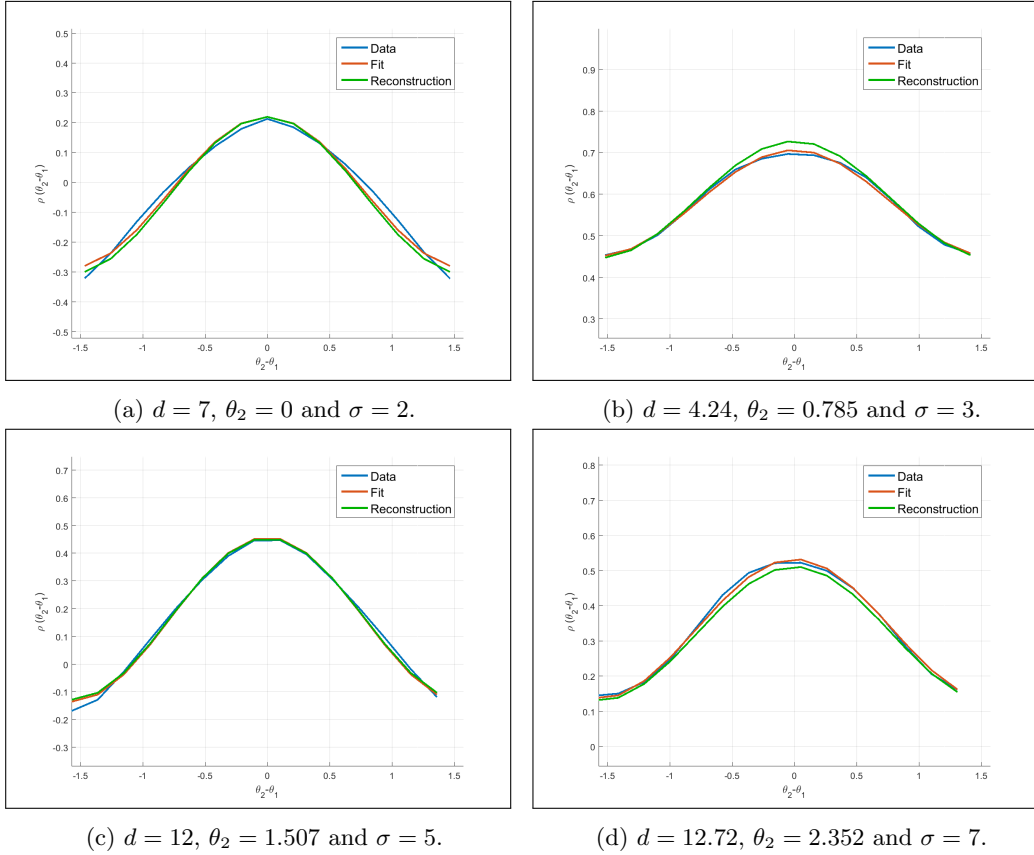 0.5
0.4
0.3
0.2
0.1
0
-0.1
-0.2
-0.3
-0.4
-0.5
ρ (θ2-θ1)
-1.5 -1 -0.5 0 0.5 1 1.5
θ2-θ1
Data
Fit
Reconstruction
(a) d = 7, θ2 = 0 and σ = 2.
0.9
0.8
0.7
0.6
0.5
0.4
0.3
ρ (θ2-θ1)
-1.5 -1 -0.5 0 0.5 1 1.5
θ2-θ1
Data
Fit
Reconstruction
(b) d = 4.24, θ2 = 0.785 and σ = 3.
0.7
0.6
0.5
0.4
0.3
0.2
0.1
0
-0.1
-0.2
-0.3
ρ (θ2-θ1)
-1.5 -1 -0.5 0 0.5 1 1.5
θ2-θ1
Data
Fit
Reconstruction
(c) d = 12, θ2 = 1.507 and σ = 5.
0.8
0.7
0.6
0.5
0.4
0.3
0.2
0.1
0
ρ (θ2-θ1)
-1.5 -1 -0.5 0 0.5 1 1.5
θ2-θ1
Data
Fit
Reconstruction
(d) d = 12.72, θ2 = 2.352 and σ = 7.